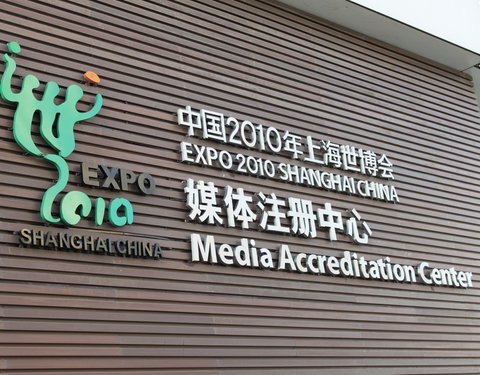 EXPO
2010
SHANGHAI CHINA
中国2010年上海世博会
EXPO 2010 SHANGHAI CHINA
媒体注册中心
Media Accreditation Center